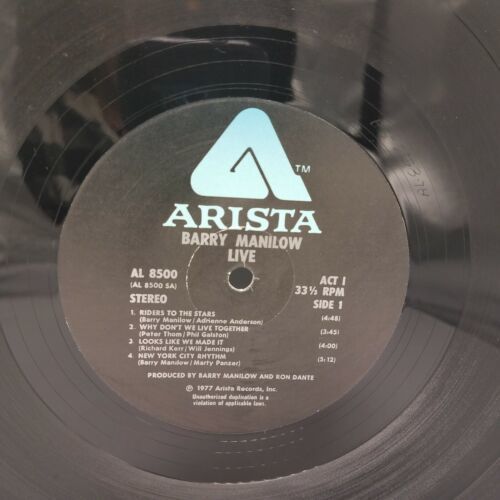 TM
ARISTA
BARRY MANILOW
LIVE
AL 8500
(AL 8500 SA)
STEREO
ACT I
33⅓ RPM
SIDE 1
1. RIDERS TO THE STARS
(Barry Manilow/Adrienne Anderson) (4:48)
2. WHY DON'T WE LIVE TOGETHER
(Peter Thom/Phil Galston) (3:45)
3. LOOKS LIKE WE MADE IT
(Richard Kerr/Will Jennings) (4:00)
4. NEW YORK CITY RHYTHM
(Barry Manilow/Marty Panzer) (5:12)
PRODUCED BY BARRY MANILOW AND RON DANTE
℗ 1977 Arista Records, Inc.
Unauthorized duplication is a
violation of applicable laws.